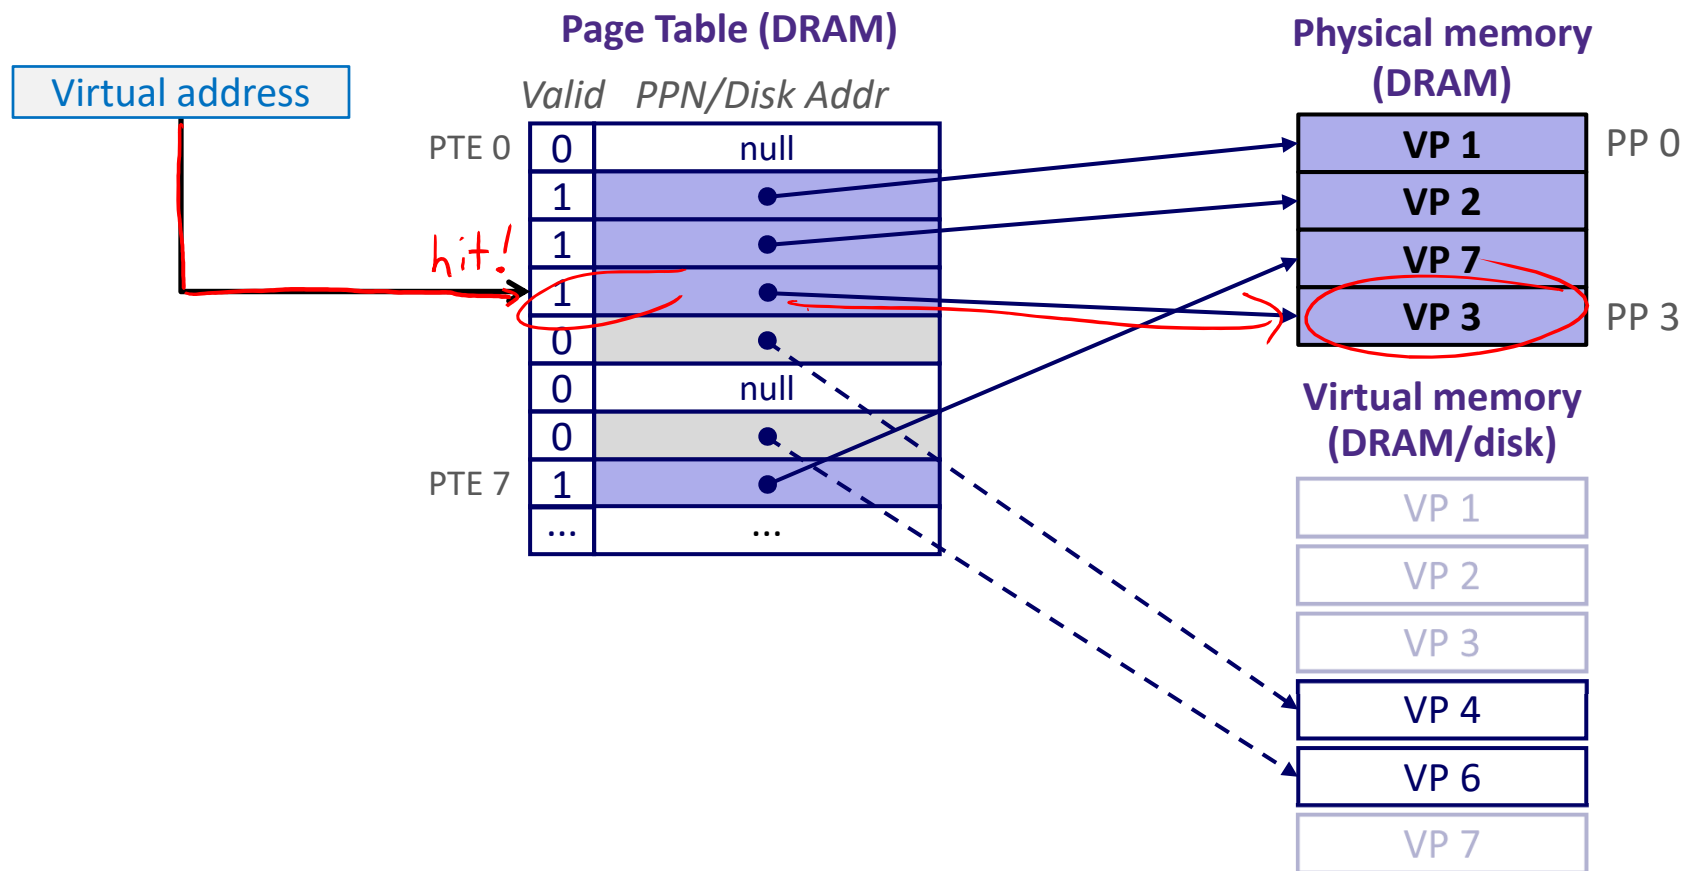 Page Table (DRAM)
Physical memory
(DRAM)
Virtual address
Valid PPN/Disk Addr
PTE 0 0 null
VP 1 PP 0
1
VP 2
hit!
1
VP 7
1
VP 3 PP 3
0
0 null
Virtual memory
(DRAM/disk)
0
PTE 7 1
VP 1
... ...
VP 2
VP 3
VP 4
VP 6
VP 7